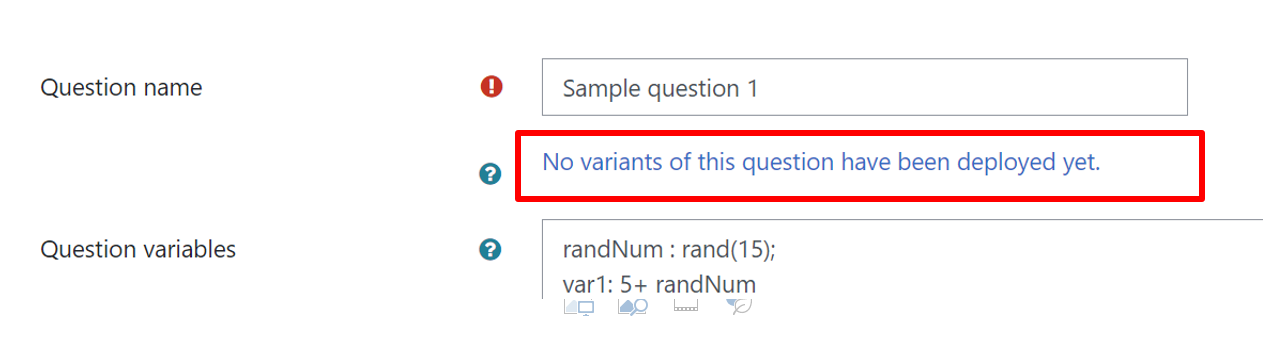 Question name
Sample question 1
No variants of this question have been deployed yet.
Question variables
randNum : rand(15);
var1: 5+ randNum